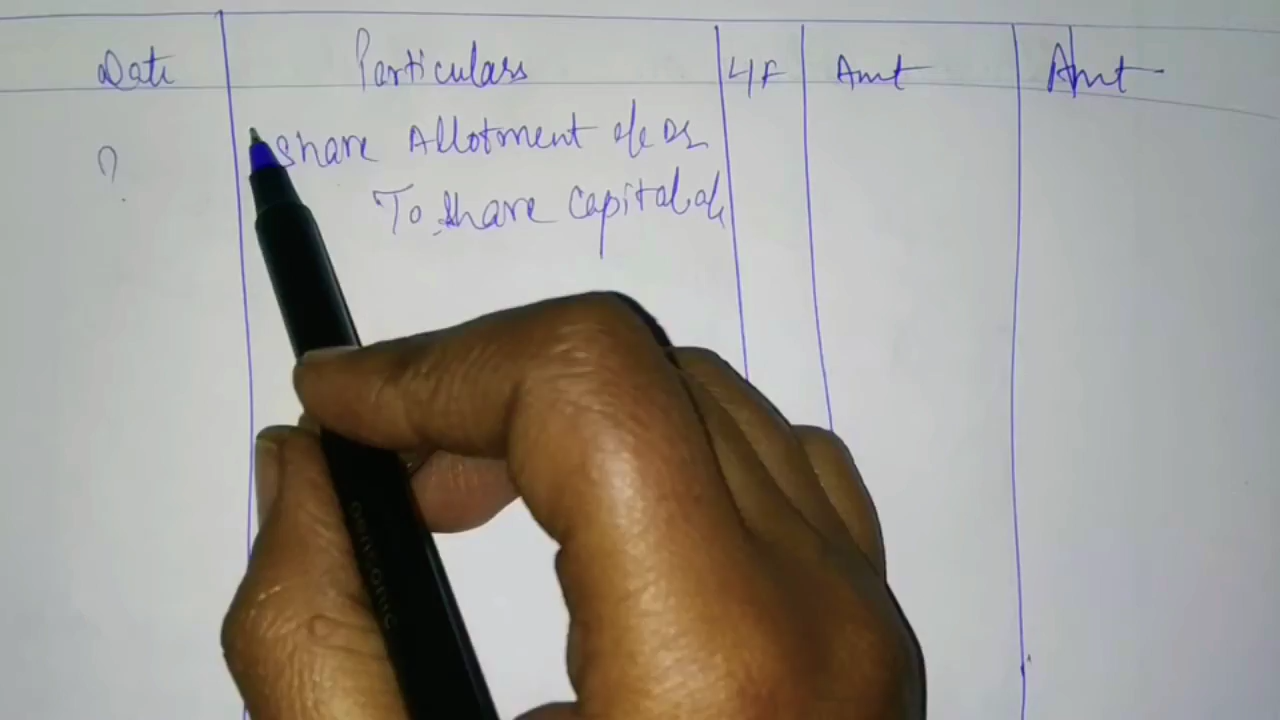 Date Particulars LF Amt Amt
? Share Allotment a/c Dr
To Share capital a/c